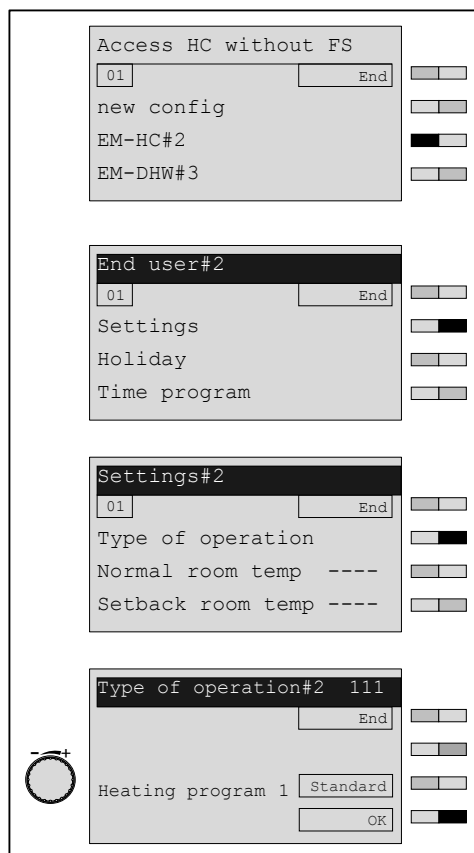 Access HC without FS
01 End
new config
EM-HC#2
EM-DHW#3
End user#2
01 End
Settings
Holiday
Time program
Settings#2
01 End
Type of operation
Normal room temp ----
Setback room temp ----
Type of operation#2 111
End
- +
Heating program 1 Standard
OK